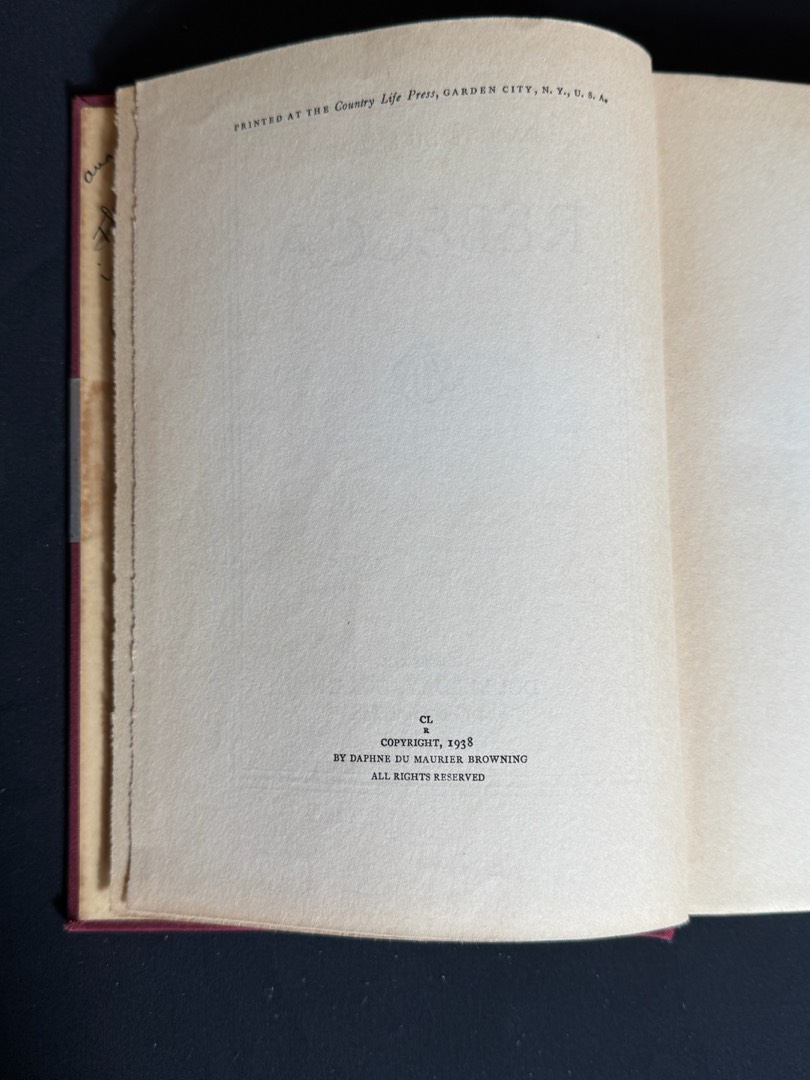 PRINTED AT THE Country Life Press, GARDEN CITY, N. Y., U. S. A.
REBECCA
CL
R
COPYRIGHT, 1938
BY DAPHNE DU MAURIER BROWNING
ALL RIGHTS RESERVED